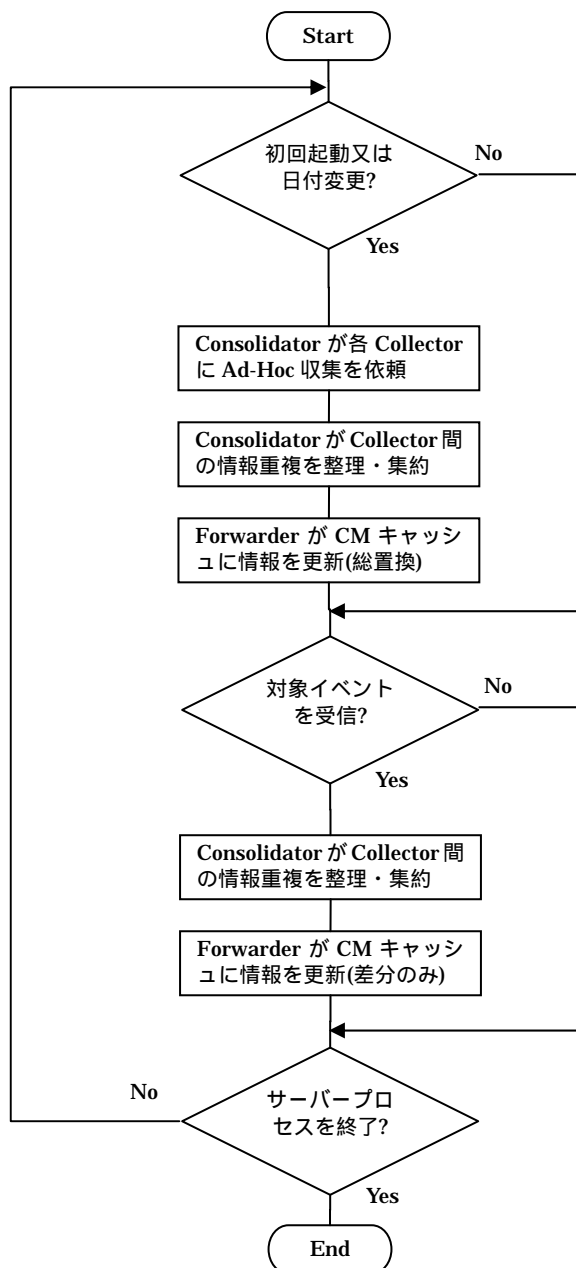 Start
初回起動又は
日付変更?
No
Yes
Consolidator が各 Collector
に Ad-Hoc 収集を依頼
Consolidator が Collector 間
の情報重複を整理・集約
Forwarder が CM キャッシ
ュに情報を更新(総置換)
対象イベント
を受信?
No
Yes
Consolidator が Collector 間
の情報重複を整理・集約
Forwarder が CM キャッシ
ュに情報を更新(差分のみ)
No
サーバープロ
セスを終了?
Yes
End